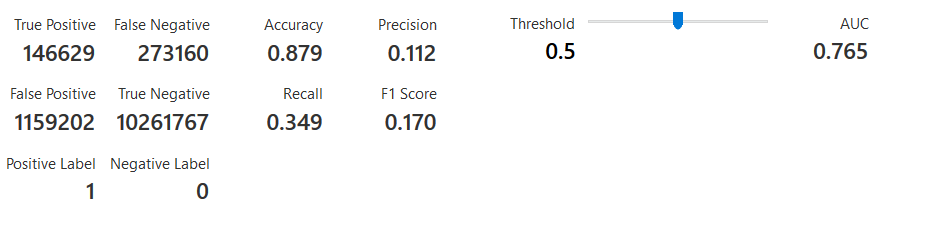 True Positive False Negative Accuracy Precision Threshold AUC
146629 273160 0.879 0.112 0.5 0.765
False Positive True Negative Recall F1 Score
1159202 10261767 0.349 0.170
Positive Label Negative Label
1 0